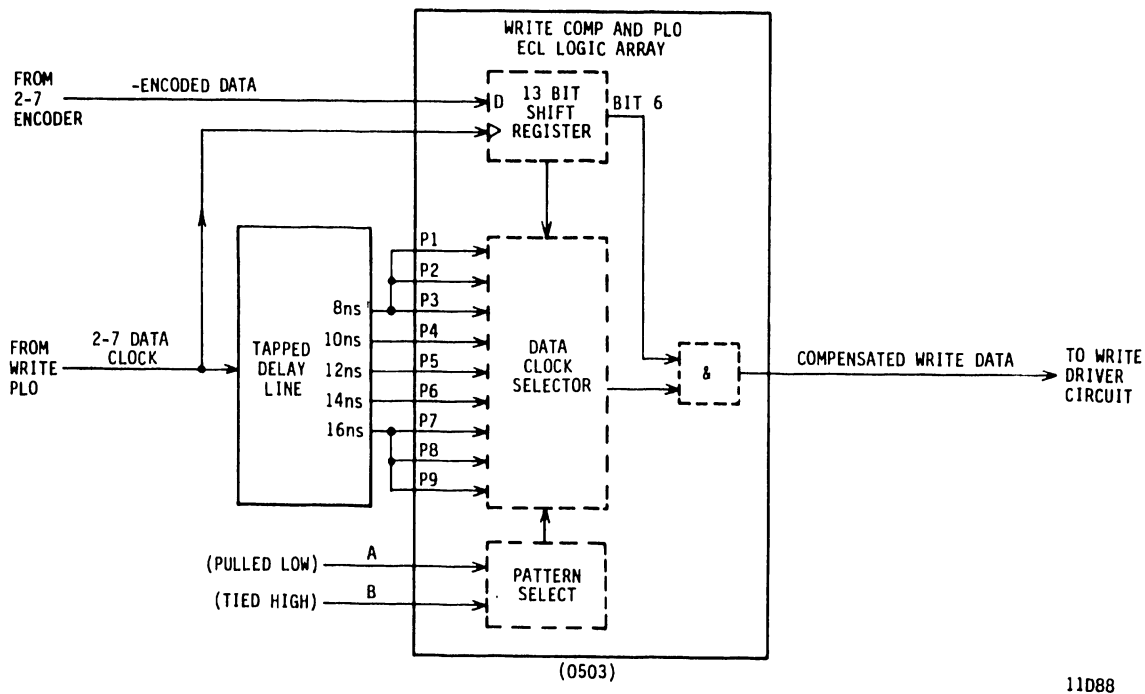 WRITE COMP AND PLO
ECL LOGIC ARRAY
FROM
2-7
ENCODER
-ENCODED DATA
D
13 BIT
SHIFT
REGISTER
BIT 6
P1
P2
P3
P4
P5
P6
P7
P8
P9
8ns
10ns
12ns
14ns
16ns
TAPPED
DELAY
LINE
FROM
WRITE
PLO
2-7 DATA
CLOCK
DATA
CLOCK
SELECTOR
&
COMPENSATED WRITE DATA
TO WRITE
DRIVER
CIRCUIT
(PULLED LOW)
A
(TIED HIGH)
B
PATTERN
SELECT
(0503)
11D88